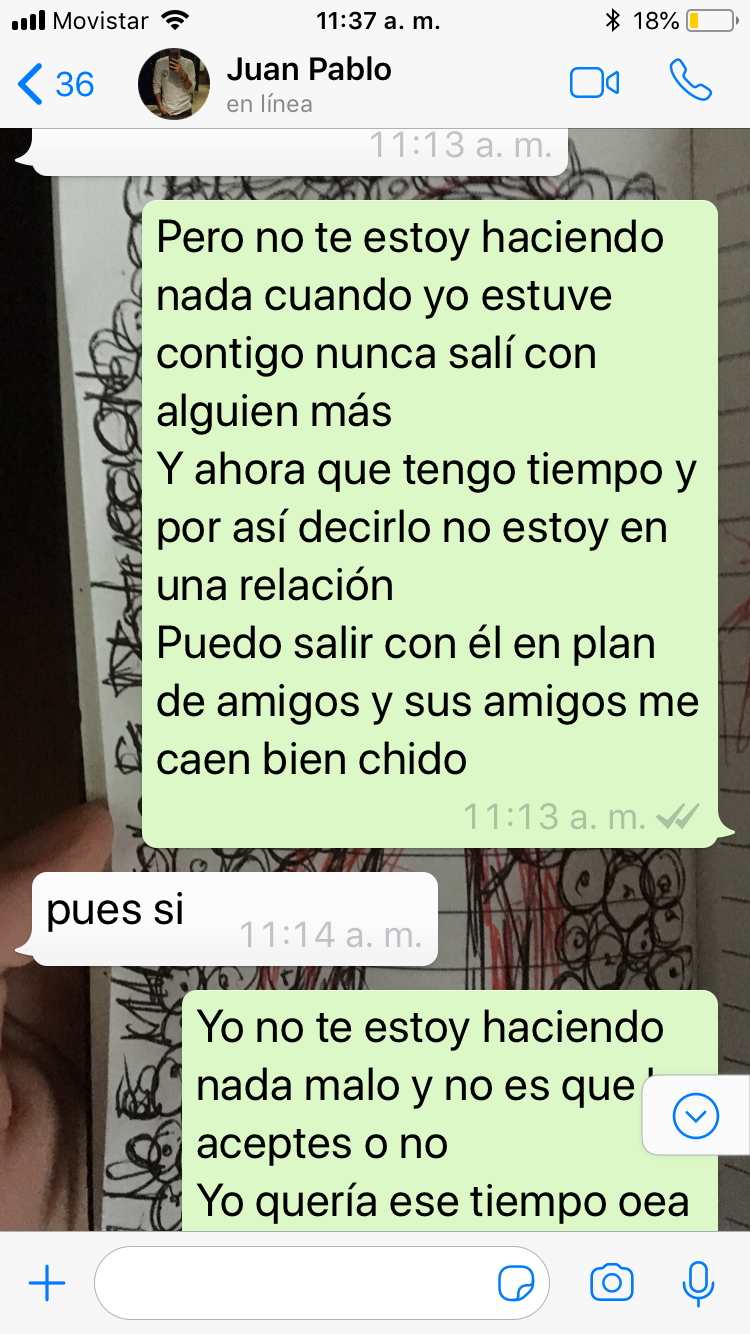 Movistar 11:37 a. m. 18%
36 Juan Pablo
en línea
11:13 a. m.
Pero no te estoy haciendo
nada cuando yo estuve
contigo nunca salí con
alguien más
Y ahora que tengo tiempo y
por así decirlo no estoy en
una relación
Puedo salir con él en plan
de amigos y sus amigos me
caen bien chido
11:13 a. m.
pues si
11:14 a. m.
Yo no te estoy haciendo
nada malo y no es que
aceptes o no
Yo quería ese tiempo oea